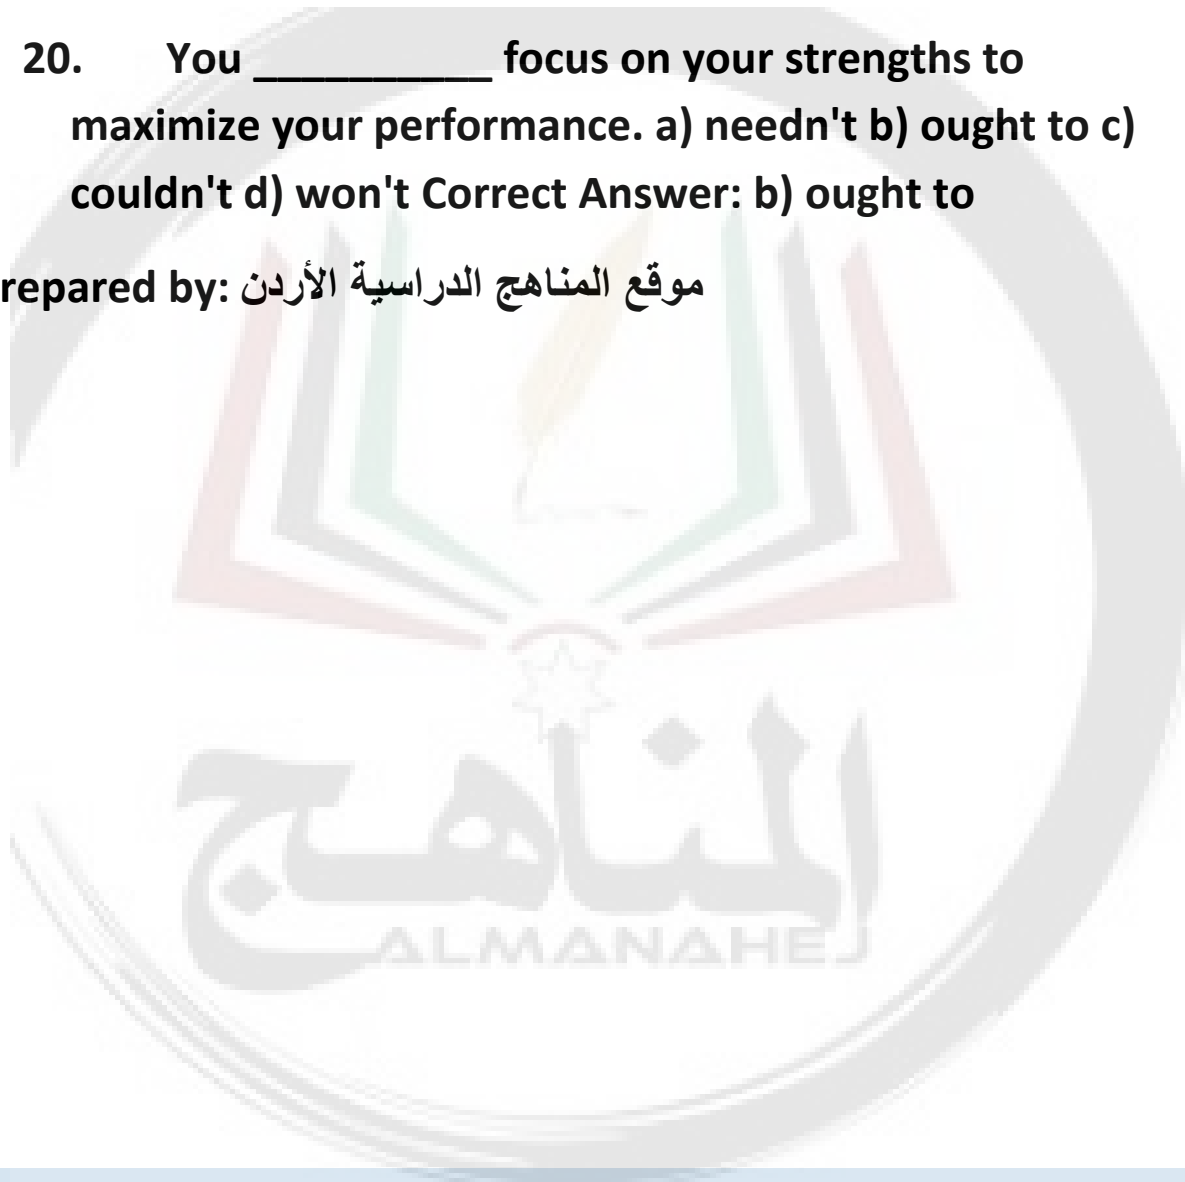 20. You __________ focus on your strengths to
maximize your performance. a) needn't b) ought to c)
couldn't d) won't Correct Answer: b) ought to
repared by: موقع المناهج الدراسية الأردن
المناهج
ALMANAHEJ